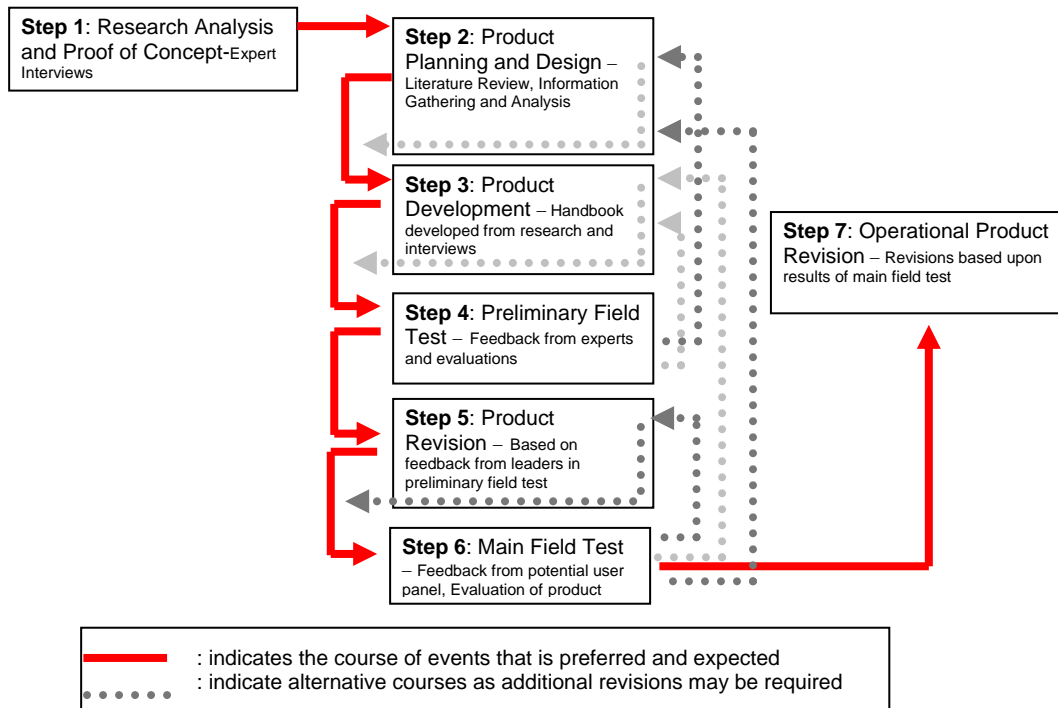 Step 1: Research Analysis
and Proof of Concept-Expert
Interviews
Step 2: Product
Planning and Design –
Literature Review, Information
Gathering and Analysis
Step 3: Product
Development – Handbook
developed from research and
interviews
Step 4: Preliminary Field
Test – Feedback from experts
and evaluations
Step 5: Product
Revision – Based on
feedback from leaders in
preliminary field test
Step 6: Main Field Test
– Feedback from potential user
panel, Evaluation of product
Step 7: Operational Product
Revision – Revisions based upon
results of main field test
: indicates the course of events that is preferred and expected
: indicate alternative courses as additional revisions may be required